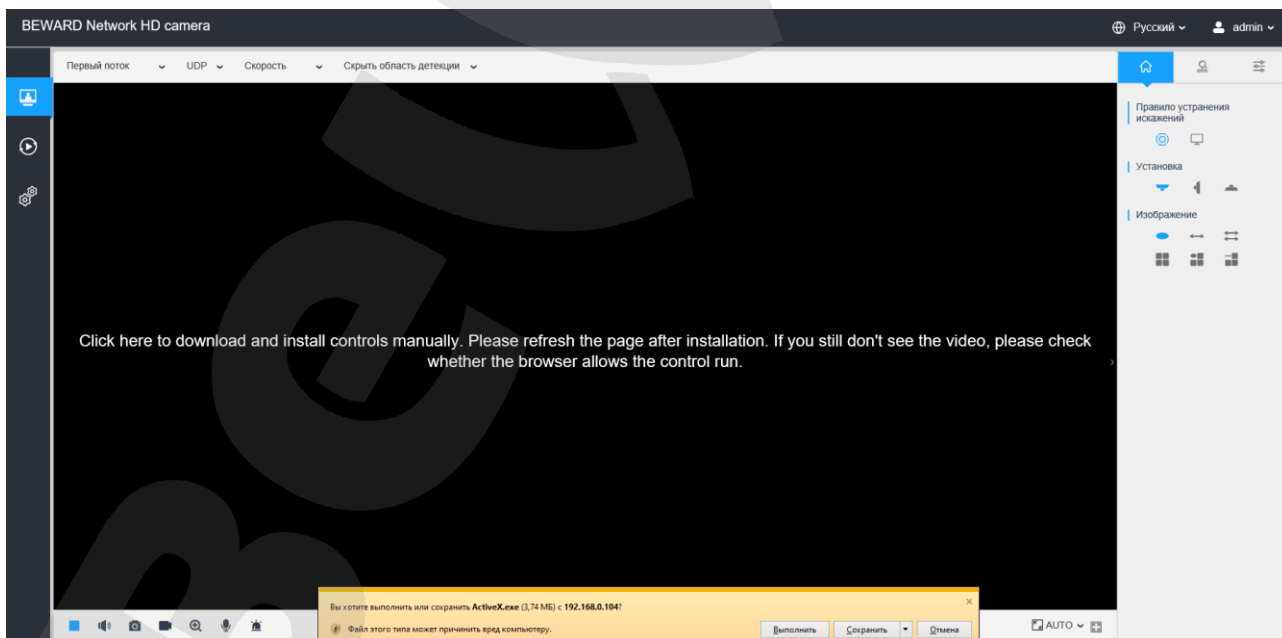 BEWARD Network HD camera
Русский
admin
Первый поток
UDP
Скорость
Скрыть область детекции
Правило устранения
искажений
Установка
Изображение
Click here to download and install controls manually. Please refresh the page after installation. If you still don't see the video, please check
whether the browser allows the control run.
Вы хотите выполнить или сохранить ActiveX.exe (3,74 МБ) с 192.168.0.104?
Файл этого типа может причинить вред компьютеру.
Выполнить
Сохранить
Отмена
AUTO